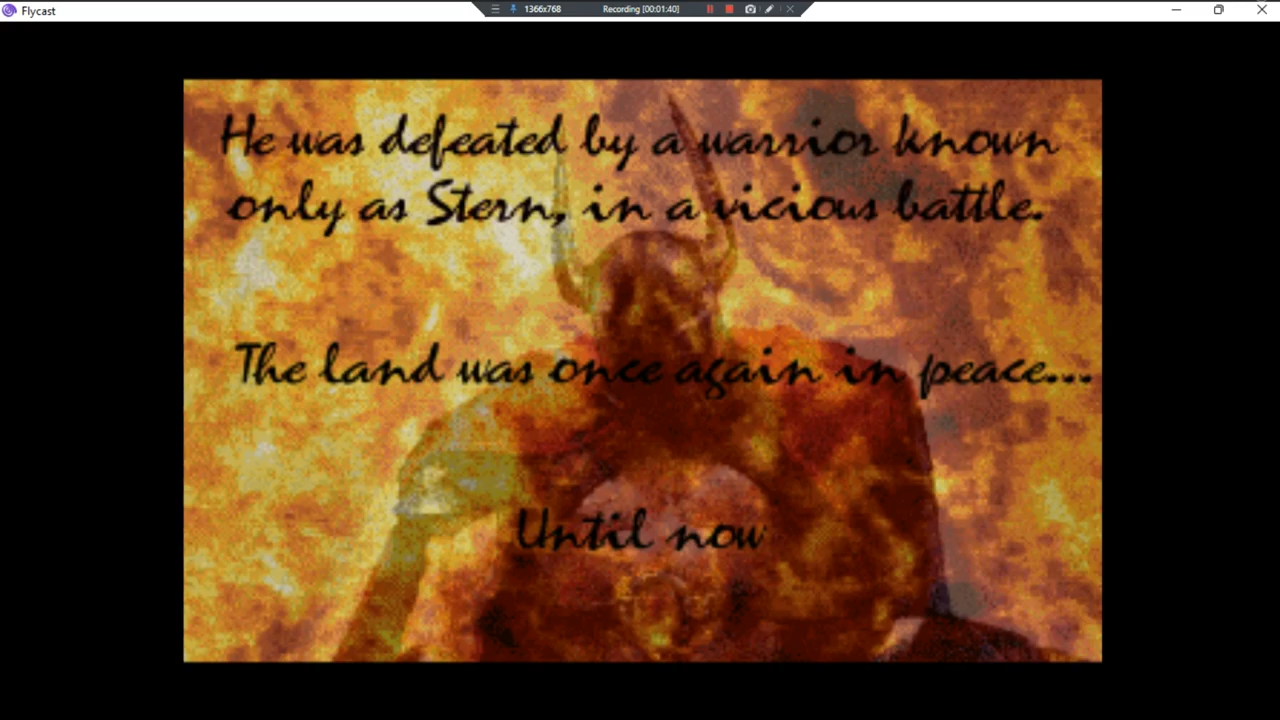 Flycast
1366x768
Recording [00:01:40]
He was defeated by a warrior known
only as Stern, in a vicious battle.
The land was once again in peace...
Until now